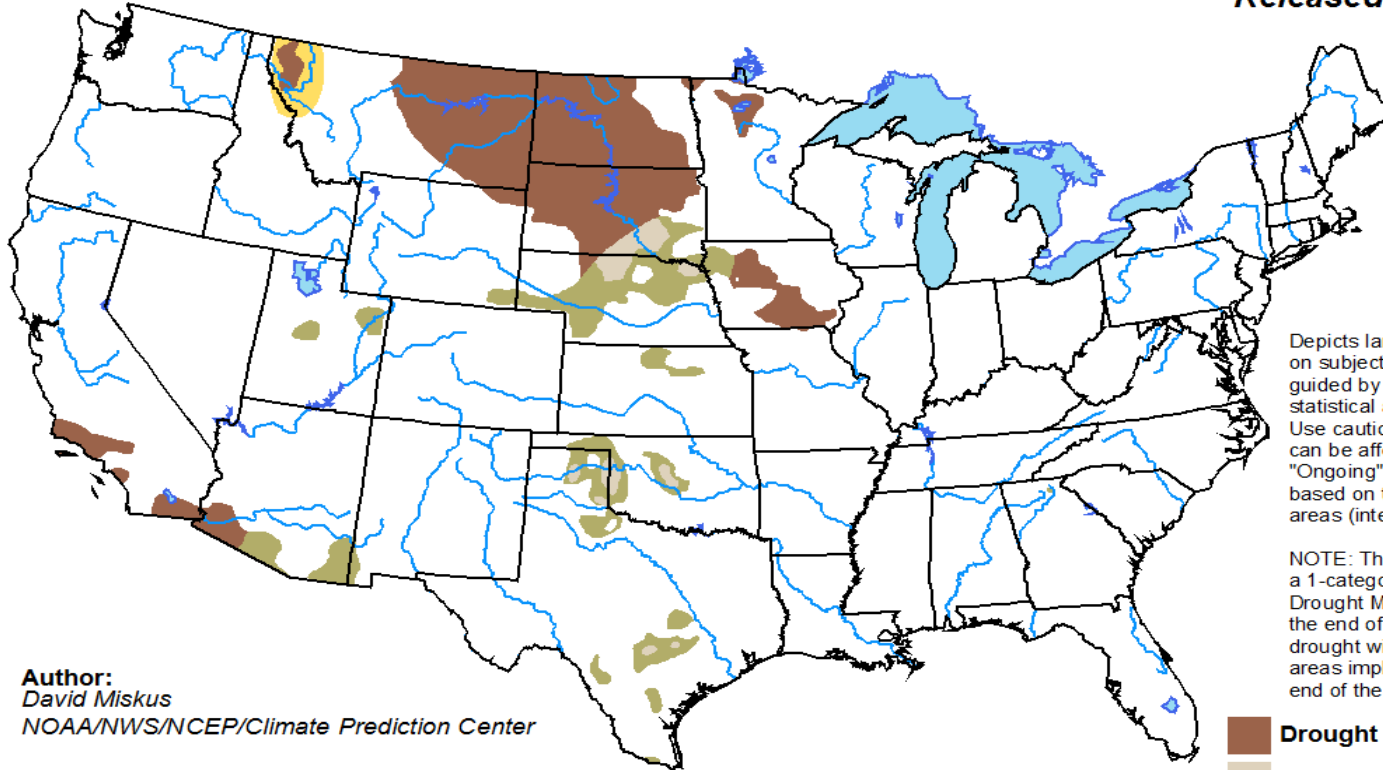 Released
Depicts la
on subject
guided by
statistical a
Use cautio
can be affe
"Ongoing"
based on t
areas (inte
NOTE: Th
a 1-catego
Drought M
the end of
drought wi
areas impl
end of the
Author:
David Miskus
NOAA/NWS/NCEP/Climate Prediction Center
Drought